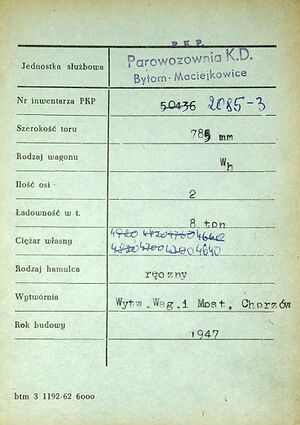 P.K.P.
Parowozownia K.D.
Bytom-Maciejkowice
Jednostka służbowa
Nr inwentarza PKP 50436 2085-3
Szerokość toru 785 mm
Rodzaj wagonu Wh
Ilość osi 2
Ładowność w t. 8 ton
Ciężar własny 4640
Rodzaj hamulca ręczny
Wytwórnia Wytw.Wag.i Most. Chorzów
Rok budowy 1947
btm 3 1192-62 6000